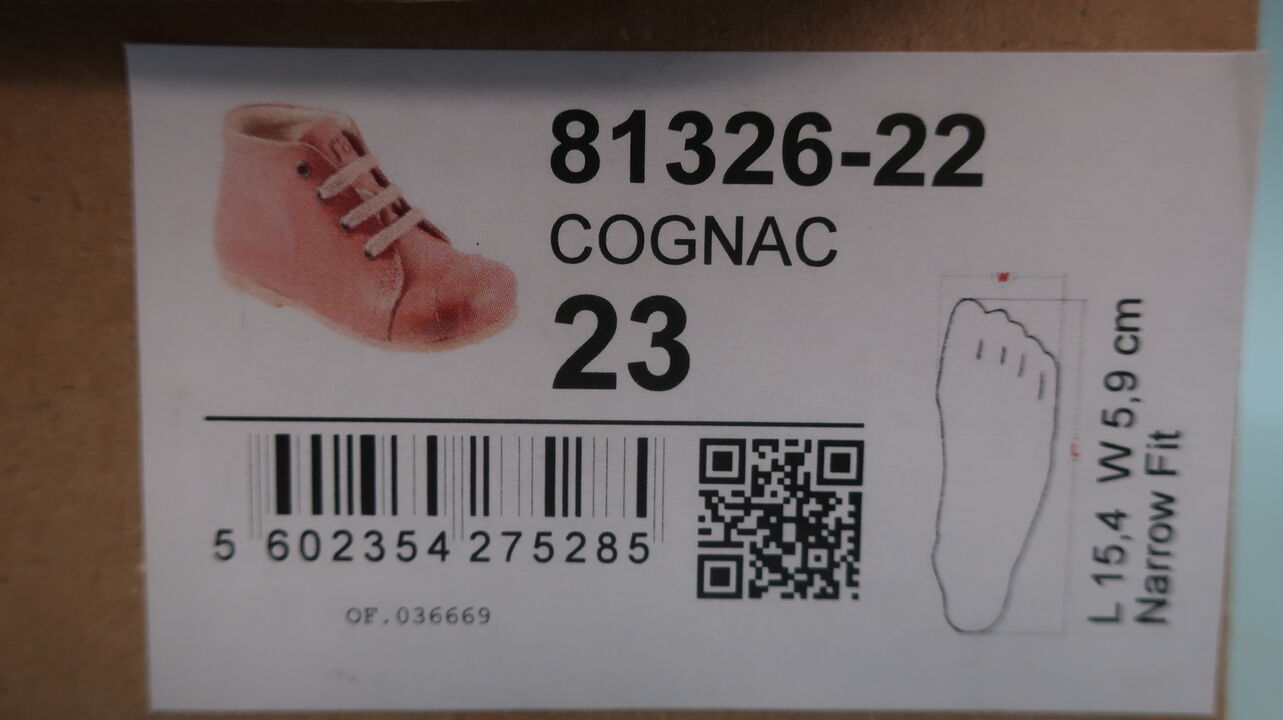 81326-22
COGNAC
23
5 602354 275285
OF.036669
L 15,4 W 5,9 cm
Narrow Fit